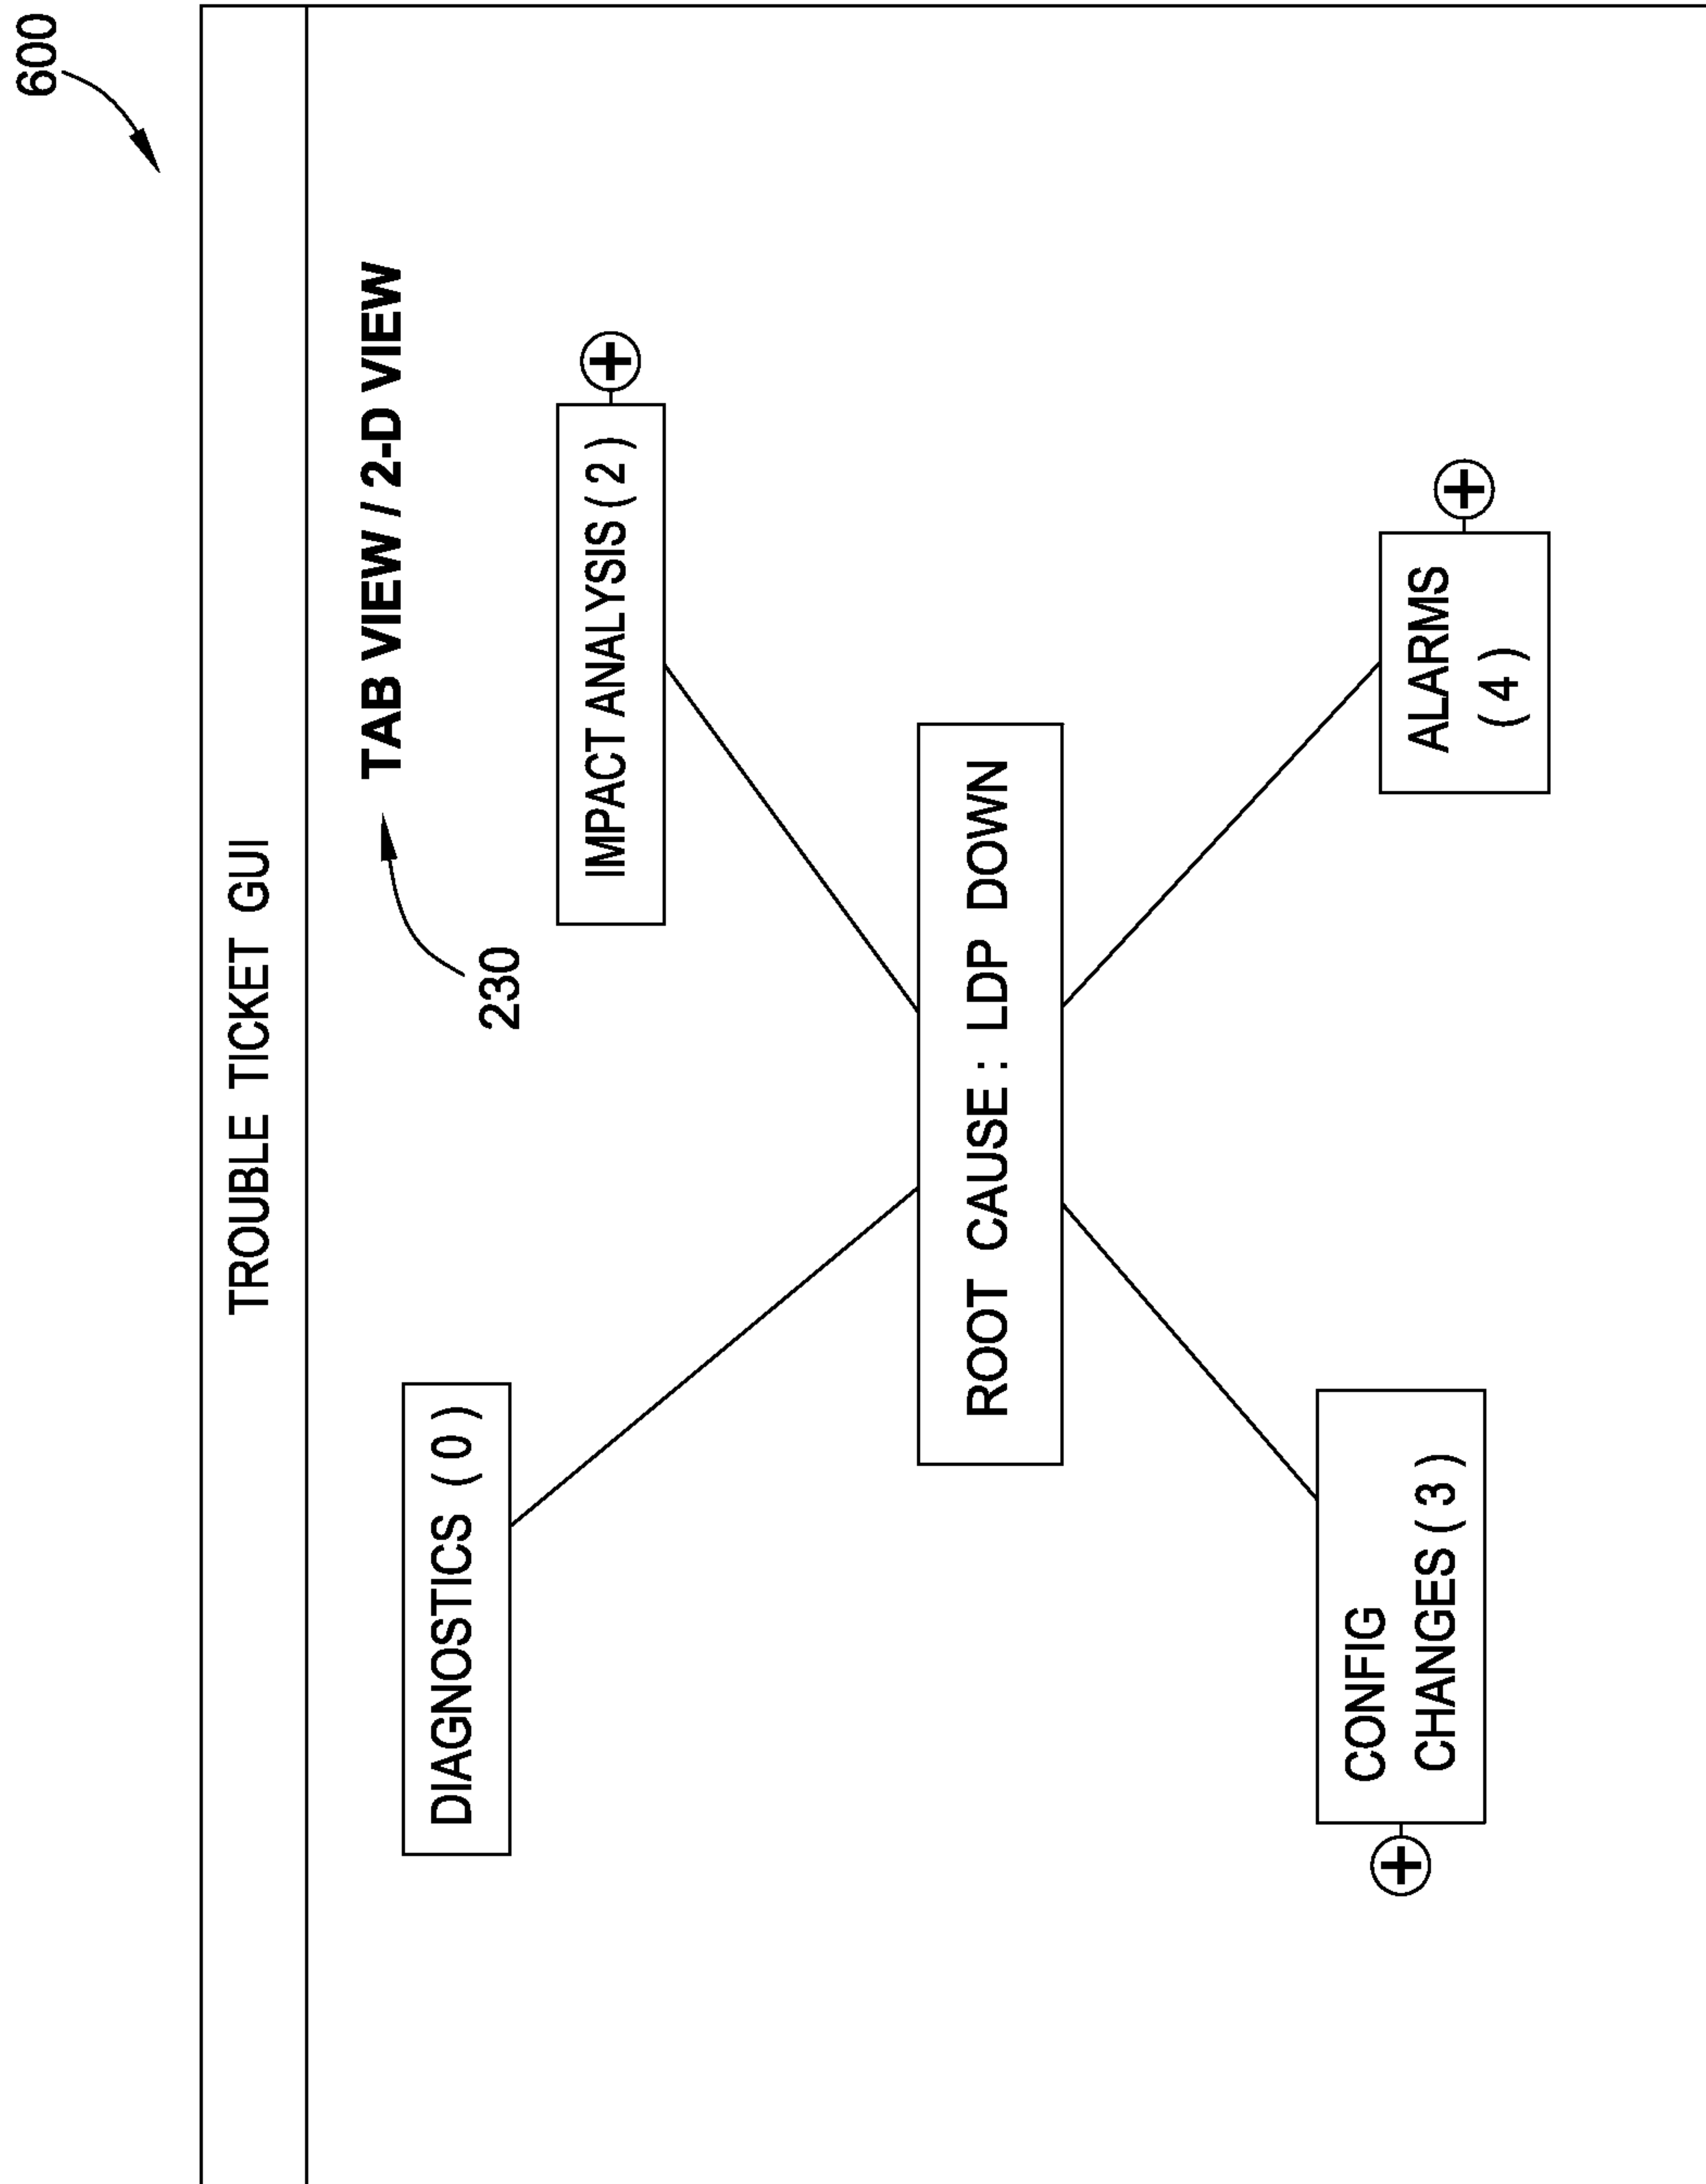 600
TROUBLE TICKET GUI
TAB VIEW / 2-D VIEW
230
DIAGNOSTICS ( 0 )
IMPACT ANALYSIS ( 2 )
+
ROOT CAUSE : LDP DOWN
CONFIG
CHANGES ( 3 )
+
ALARMS
( 4 )
+